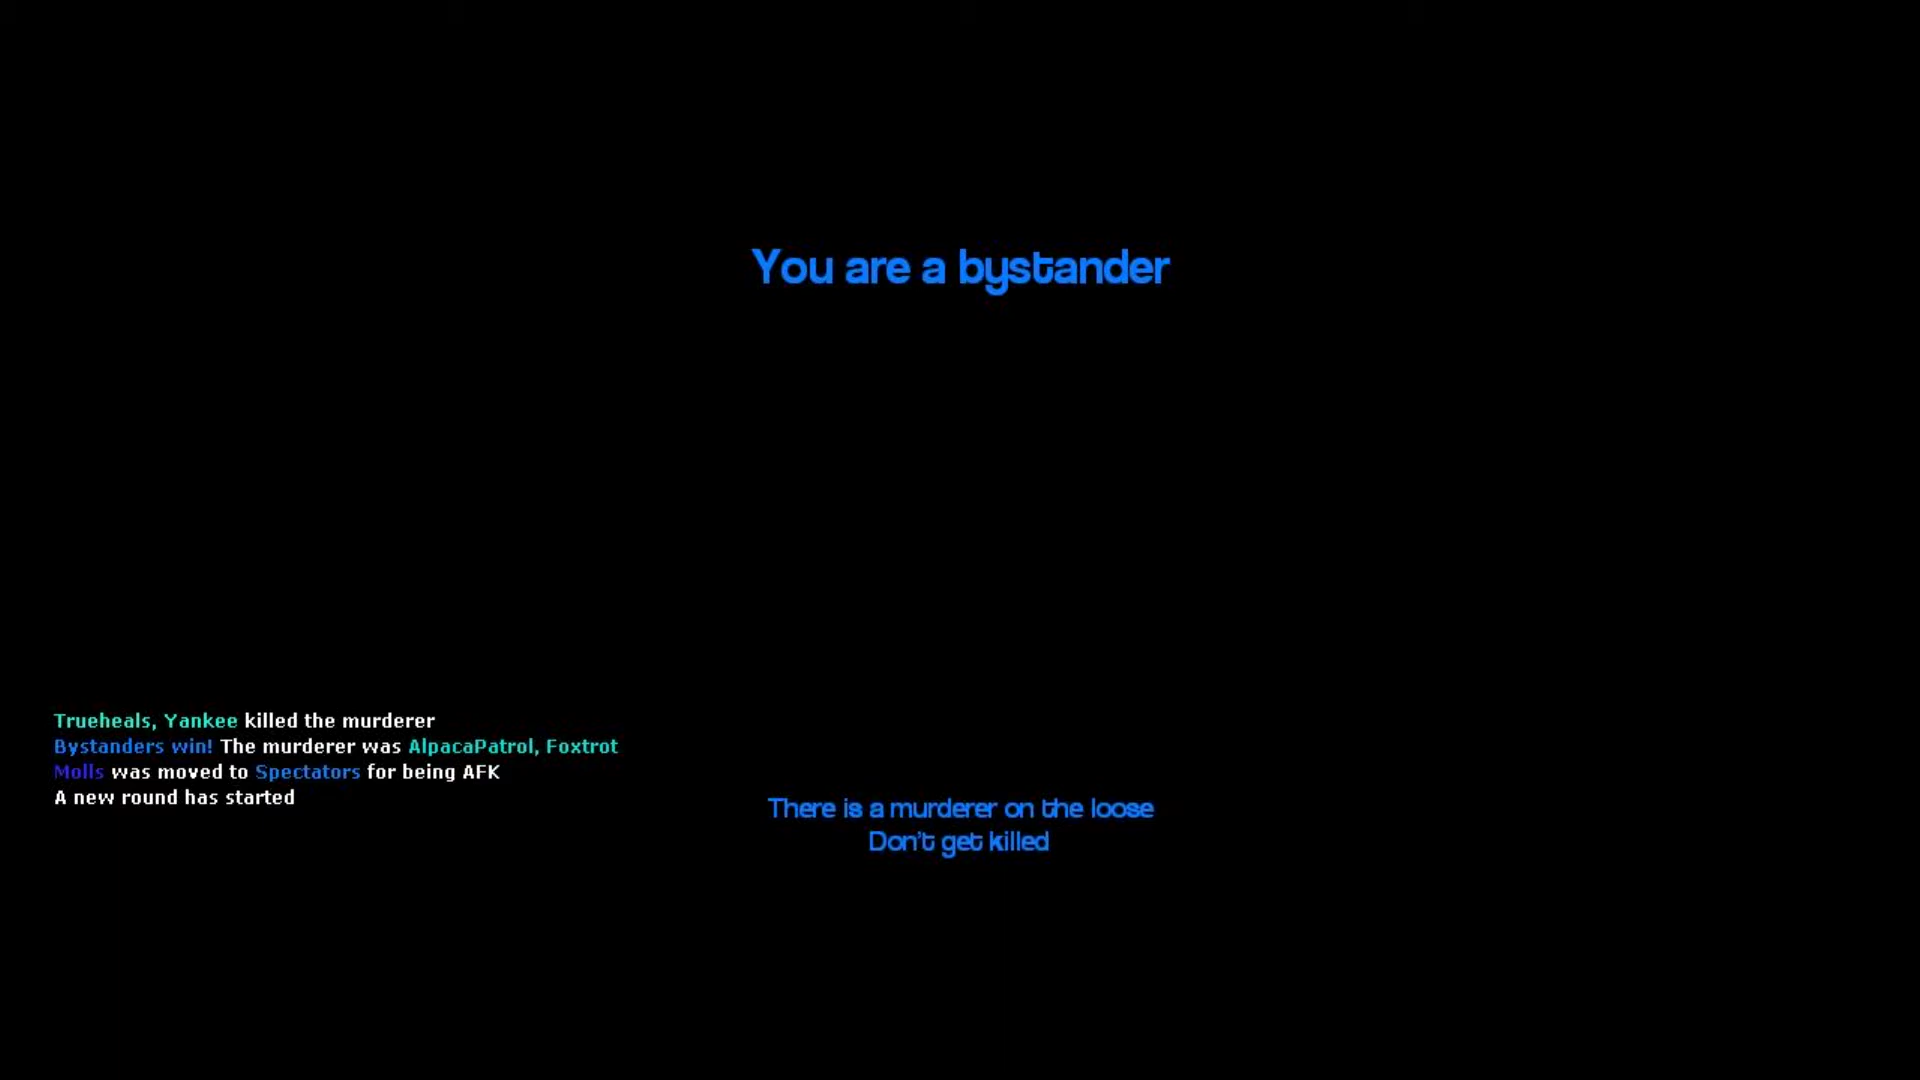 You are a bystander
Trueheals, Yankee killed the murderer
Bystanders win! The murderer was AlpacaPatrol, Foxtrot
Molls was moved to Spectators for being AFK
A new round has started
There is a murderer on the loose
Don't get killed